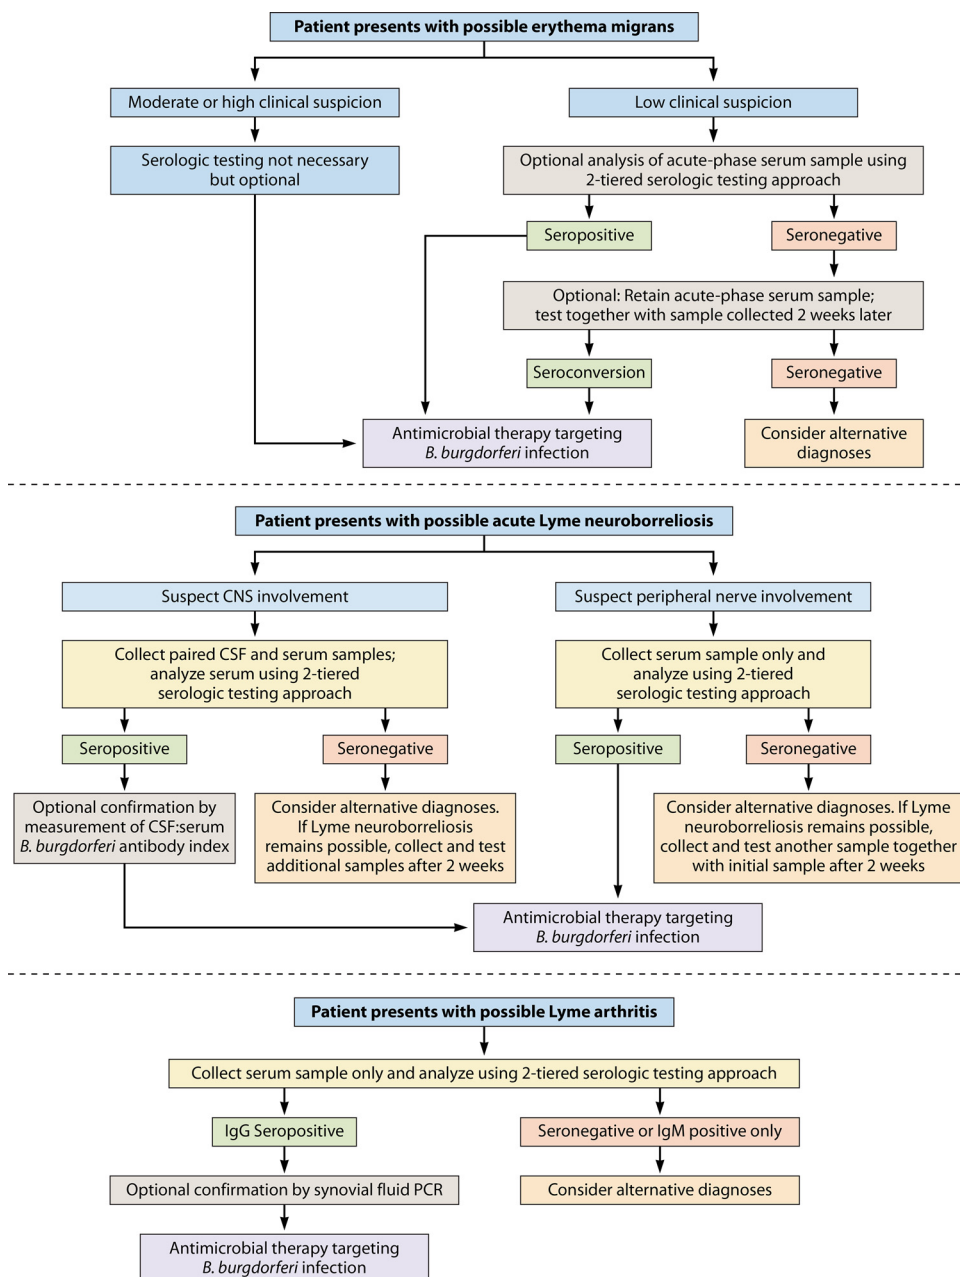 Patient presents with possible erythema migrans
Moderate or high clinical suspicion
Low clinical suspicion
Serologic testing not necessary
but optional
Optional analysis of acute-phase serum sample using
2-tiered serologic testing approach
Seropositive
Seronegative
Optional: Retain acute-phase serum sample;
test together with sample collected 2 weeks later
Seroconversion
Seronegative
Antimicrobial therapy targeting
B. burgdorferi infection
Consider alternative
diagnoses
Patient presents with possible acute Lyme neuroborreliosis
Suspect CNS involvement
Suspect peripheral nerve involvement
Collect paired CSF and serum samples;
analyze serum using 2-tiered
serologic testing approach
Collect serum sample only and
analyze using 2-tiered
serologic testing approach
Seropositive
Seronegative
Seropositive
Seronegative
Optional confirmation by
measurement of CSF:serum
B. burgdorferi antibody index
Consider alternative diagnoses.
If Lyme neuroborreliosis
remains possible, collect and test
additional samples after 2 weeks
Consider alternative diagnoses. If Lyme
neuroborreliosis remains possible,
collect and test another sample together
with initial sample after 2 weeks
Antimicrobial therapy targeting
B. burgdorferi infection
Patient presents with possible Lyme arthritis
Collect serum sample only and analyze using 2-tiered serologic testing approach
IgG Seropositive
Seronegative or IgM positive only
Optional confirmation by synovial fluid PCR
Consider alternative diagnoses
Antimicrobial therapy targeting
B. burgdorferi infection